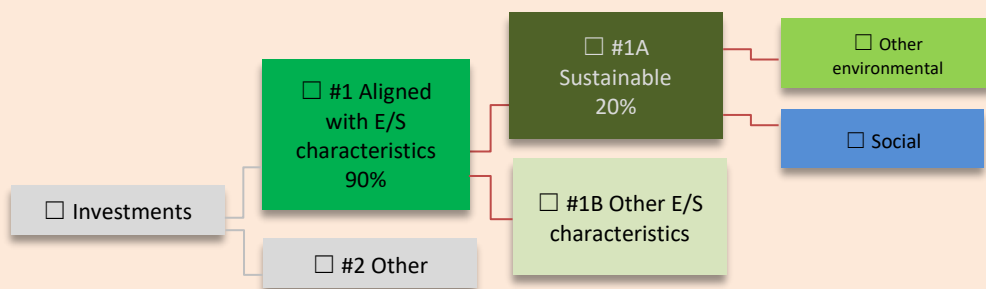 ☐ Investments
☐ #1 Aligned
with E/S
characteristics
90%
☐ #2 Other
☐ #1A
Sustainable
20%
☐ #1B Other E/S
characteristics
☐ Other
environmental
☐ Social